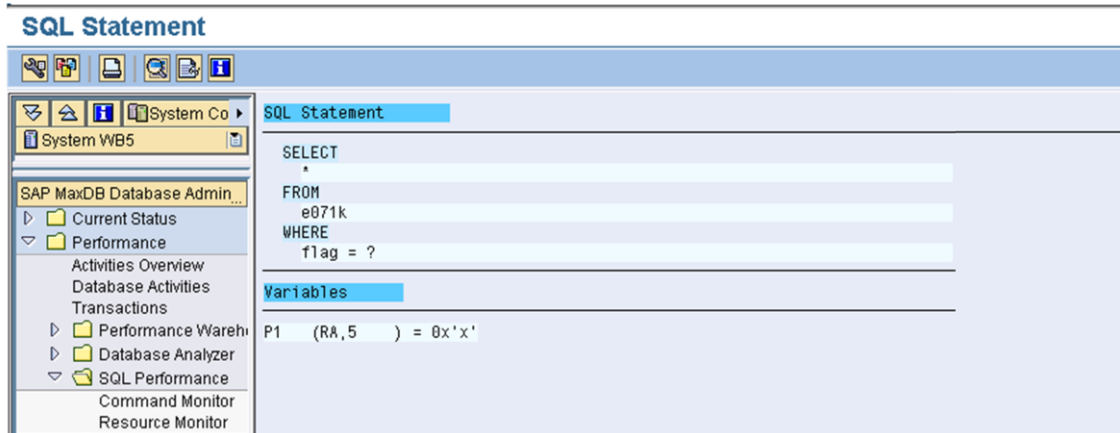 SQL Statement
System Co
System WB5
SAP MaxDB Database Admin...
Current Status
Performance
Activities Overview
Database Activities
Transactions
Performance Wareh
Database Analyzer
SQL Performance
Command Monitor
Resource Monitor
SQL Statement
SELECT
*
FROM
e071k
WHERE
flag = ?
Variables
P1 (RA,5 ) = 0x'x'